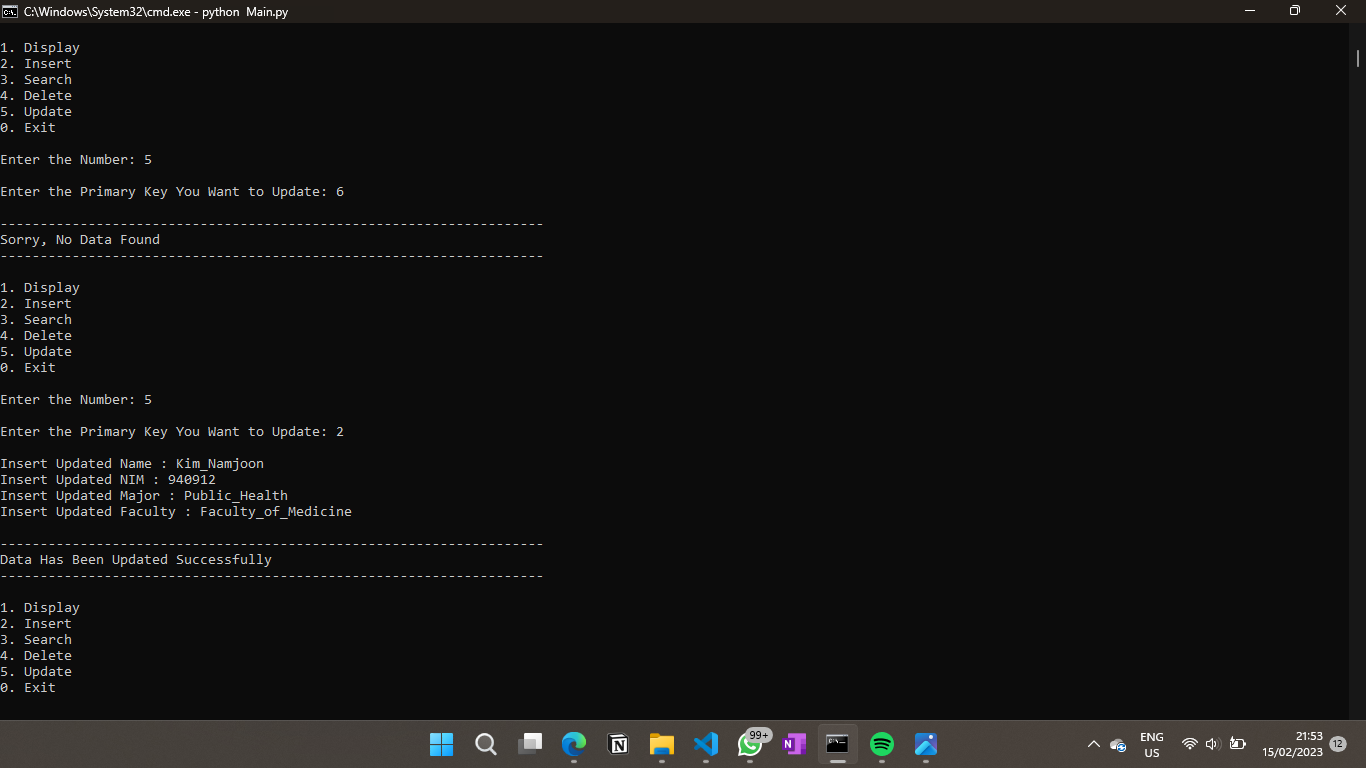 C:\Windows\System32\cmd.exe - python  Main.py
1. Display
2. Insert
3. Search
4. Delete
5. Update
0. Exit
Enter the Number: 5
Enter the Primary Key You Want to Update: 6
--------------------------------------------------------------------
Sorry, No Data Found
--------------------------------------------------------------------
1. Display
2. Insert
3. Search
4. Delete
5. Update
0. Exit
Enter the Number: 5
Enter the Primary Key You Want to Update: 2
Insert Updated Name : Kim_Namjoon
Insert Updated NIM : 940912
Insert Updated Major : Public_Health
Insert Updated Faculty : Faculty_of_Medicine
--------------------------------------------------------------------
Data Has Been Updated Successfully
--------------------------------------------------------------------
1. Display
2. Insert
3. Search
4. Delete
5. Update
0. Exit
99+
ENG
US
21:53
15/02/2023
12